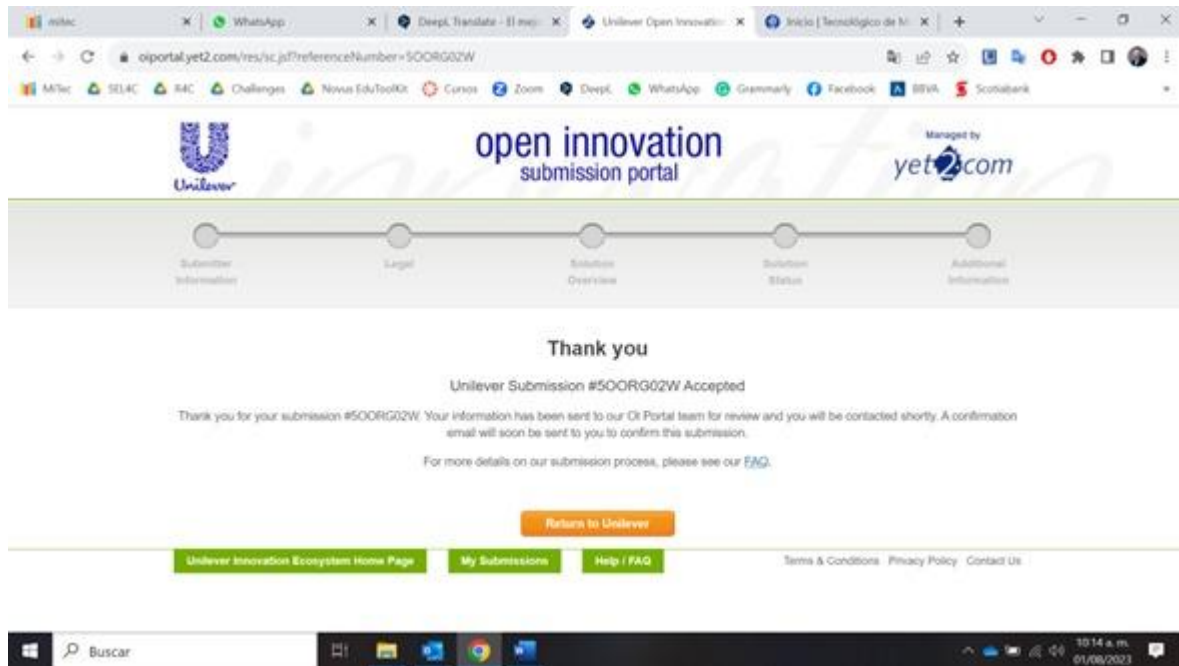 mitec
WhatsApp
DeepL Translate - El mejo
Unilever Open Innovation
Inicio | Tecnológico de M
oiportal.yet2.com/res/sc.jsf?referenceNumber=5OORG02W
MiTec SEL4C R4C Challenges Novus EduToolKit Cursos Zoom DeepL WhatsApp Grammarly Facebook BBVA Scotiabank
Unilever
open innovation
submission portal
Managed by
yet2com
Submitter
Information
Legal
Solution
Overview
Solution
Status
Additional
Information
Thank you
Unilever Submission #5OORG02W Accepted
Thank you for your submission #5OORG02W. Your information has been sent to our OI Portal team for review and you will be contacted shortly. A confirmation
email will soon be sent to you to confirm this submission.
For more details on our submission process, please see our FAQ.
Return to Unilever
Unilever Innovation Ecosystem Home Page My Submissions Help / FAQ Terms & Conditions Privacy Policy Contact Us
Buscar
10:14 a. m.
01/08/2023